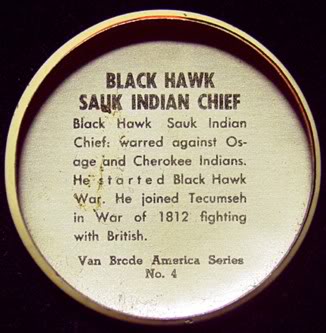 BLACK HAWK
SAUK INDIAN CHIEF
Black Hawk Sauk Indian
Chief: warred against Os-
age and Cherokee Indians.
He started Black Hawk
War. He joined Tecumseh
in War of 1812 fighting
with British.
Van Brode America Series
No. 4